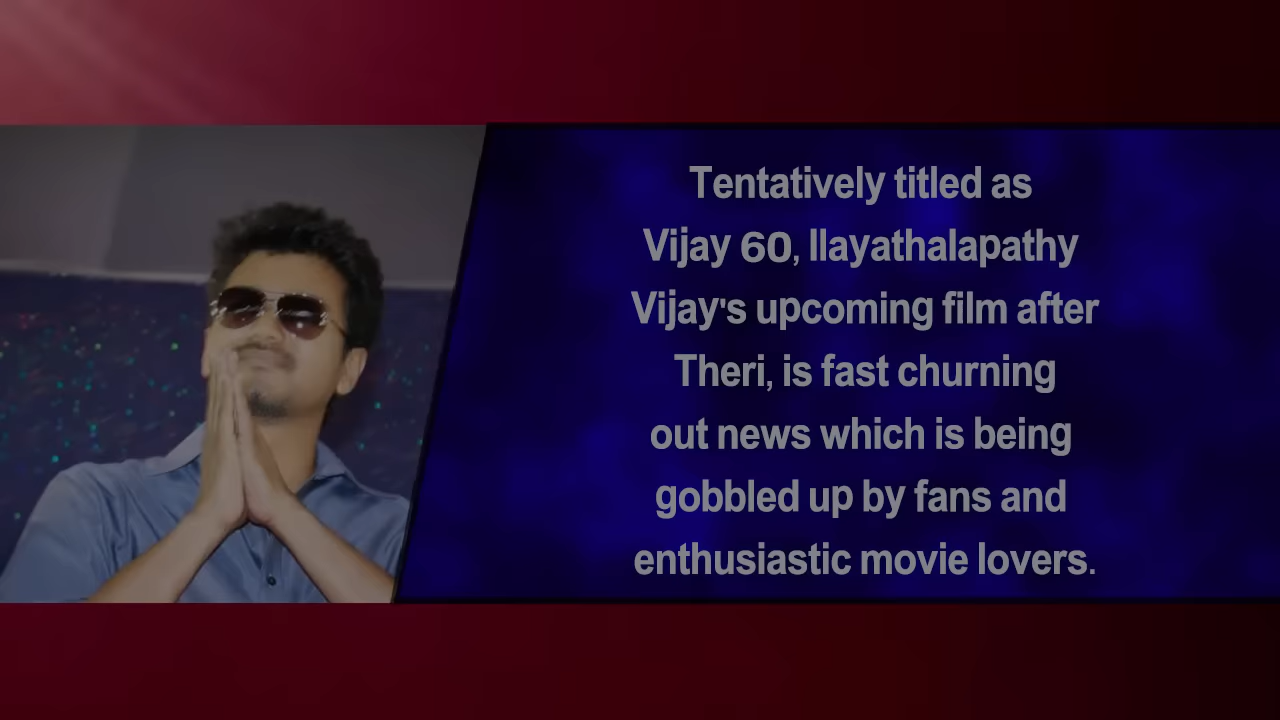 Tentatively titled as
Vijay 60, Ilayathalapathy
Vijay's upcoming film after
Theri, is fast churning
out news which is being
gobbled up by fans and
enthusiastic movie lovers.